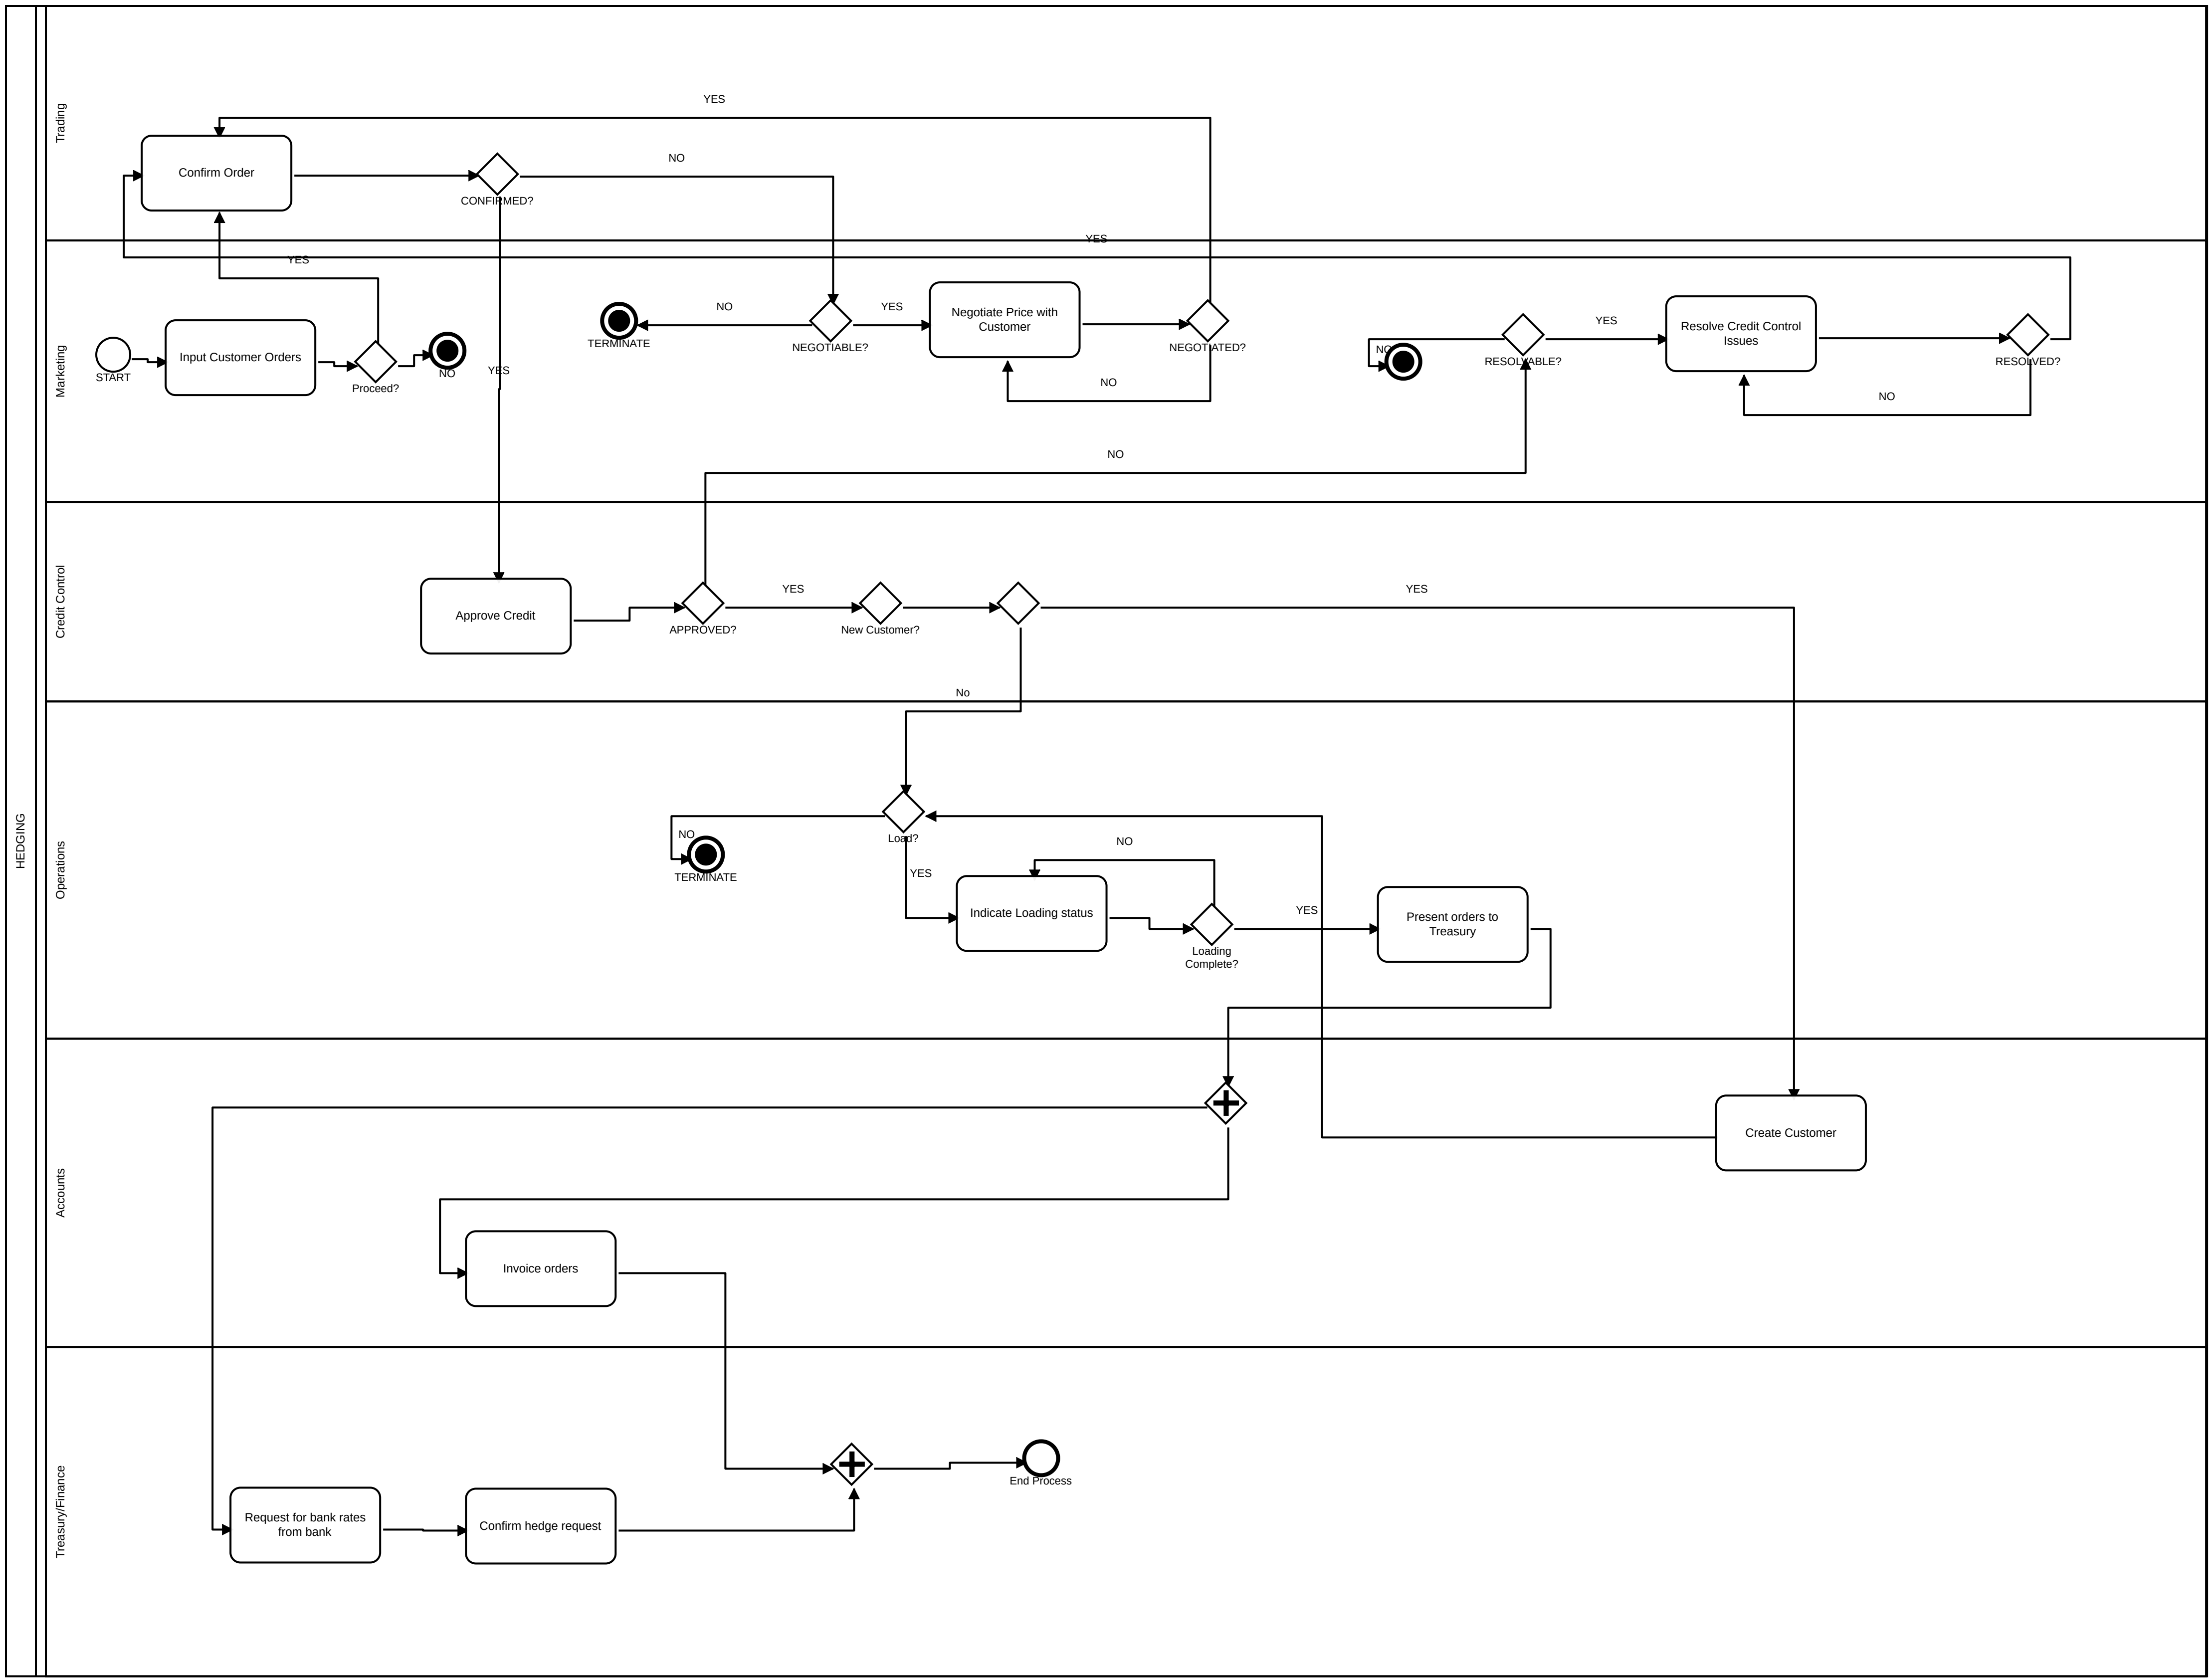 HEDGING
Trading
YES
Confirm Order
NO
CONFIRMED?
YES
Marketing
YES
START
Input Customer Orders
Proceed?
NO
YES
TERMINATE
NO
NEGOTIABLE?
YES
Negotiate Price with
Customer
NEGOTIATED?
NO
NO
RESOLVABLE?
YES
Resolve Credit Control
Issues
RESOLVED?
NO
NO
Credit Control
Approve Credit
APPROVED?
YES
New Customer?
YES
No
Operations
Load?
NO
TERMINATE
YES
NO
Indicate Loading status
Loading
Complete?
YES
Present orders to
Treasury
Accounts
Create Customer
Invoice orders
Treasury/Finance
Request for bank rates
from bank
Confirm hedge request
End Process